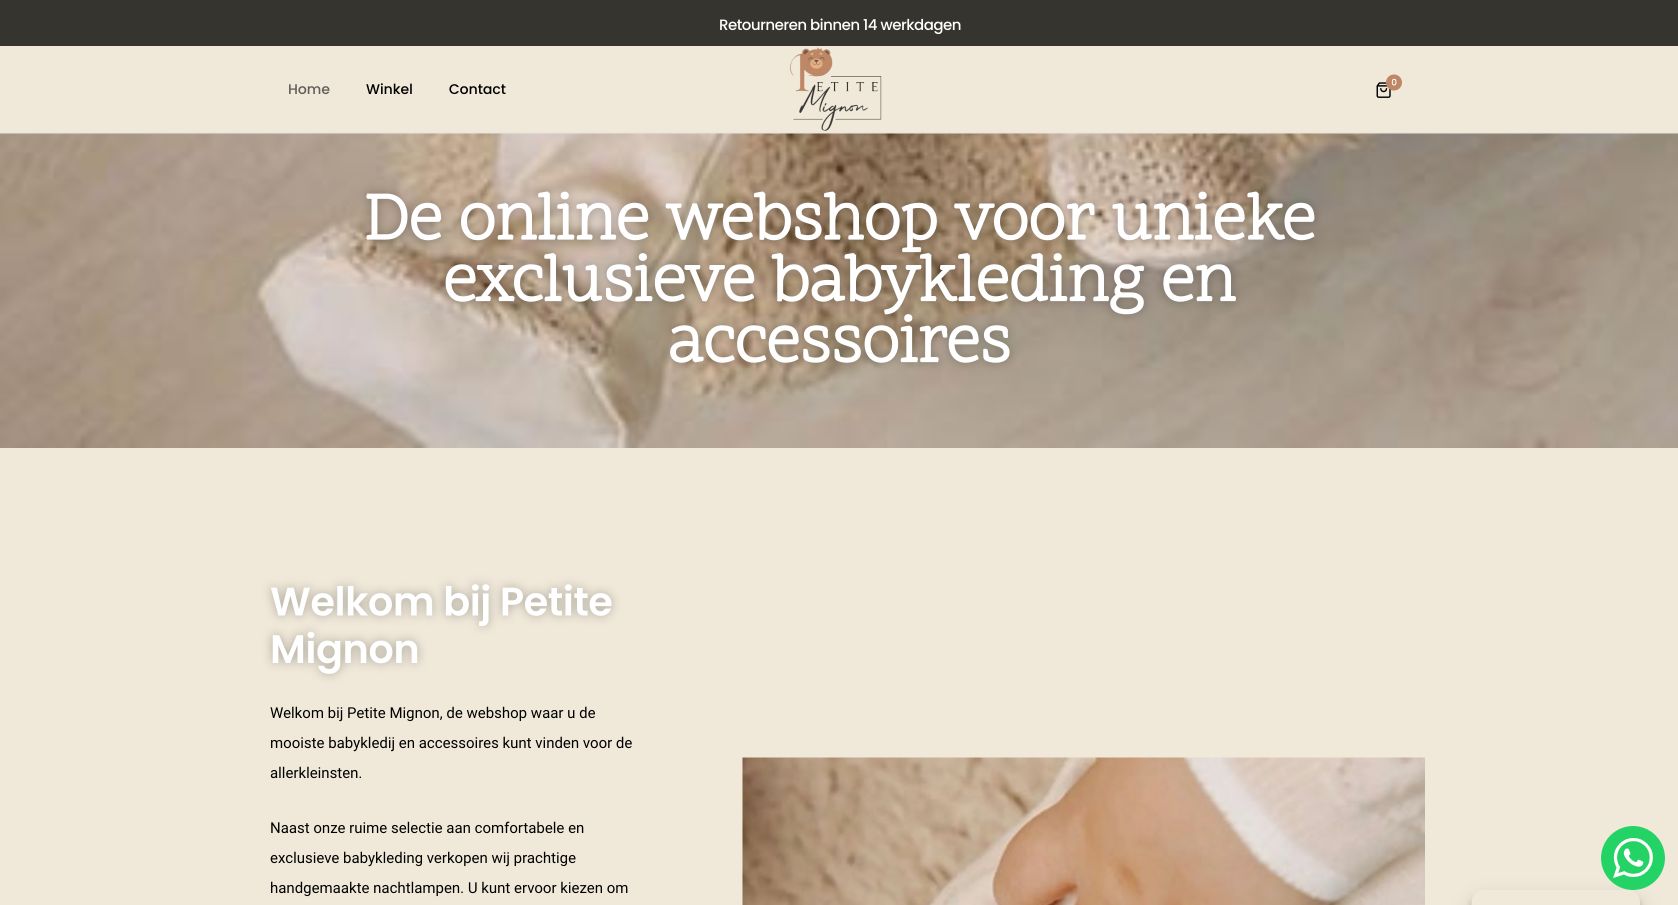 Retourneren binnen 14 werkdagen
Home
Winkel
Contact
PETITE
Mignon
0
De online webshop voor unieke
exclusieve babykleding en
accessoires
Welkom bij Petite
Mignon
Welkom bij Petite Mignon, de webshop waar u de
mooiste babykledij en accessoires kunt vinden voor de
allerkleinsten.
Naast onze ruime selectie aan comfortabele en
exclusieve babykleding verkopen wij prachtige
handgemaakte nachtlampen. U kunt ervoor kiezen om